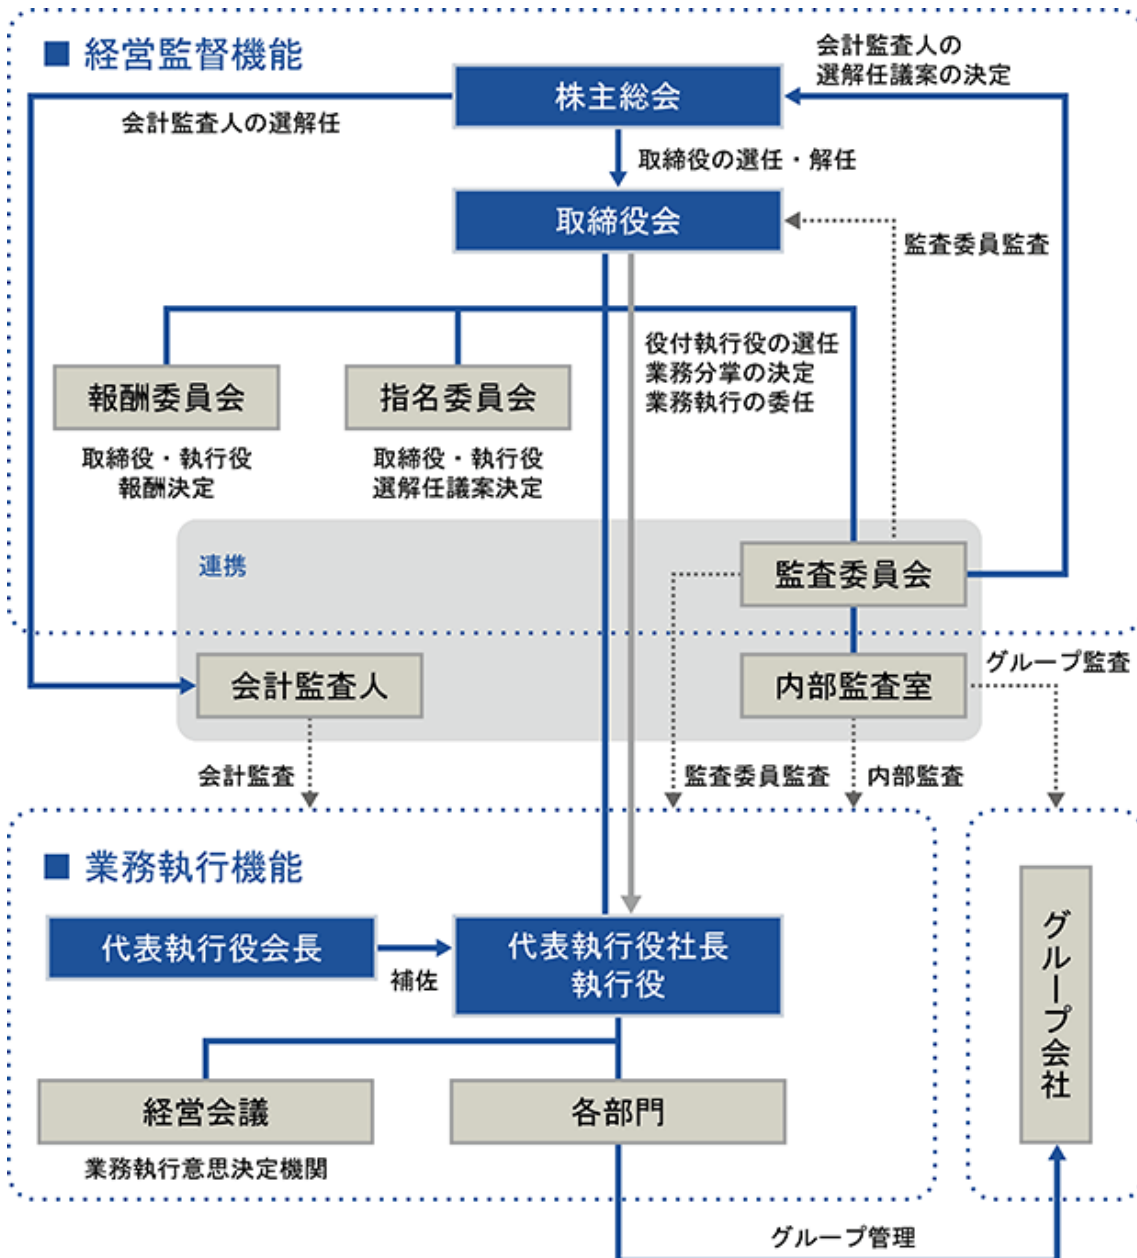 ■ 経営監督機能
会計監査人の
選解任議案の決定
株主総会
会計監査人の選解任
取締役の選任・解任
取締役会
監査委員監査
役付執行役の選任
業務分掌の決定
業務執行の委任
報酬委員会
指名委員会
取締役・執行役
報酬決定
取締役・執行役
選解任議案決定
連携
監査委員会
会計監査人
内部監査室
グループ監査
会計監査
監査委員監査
内部監査
■ 業務執行機能
代表執行役会長
補佐
代表執行役社長
執行役
グループ会社
経営会議
各部門
業務執行意思決定機関
グループ管理